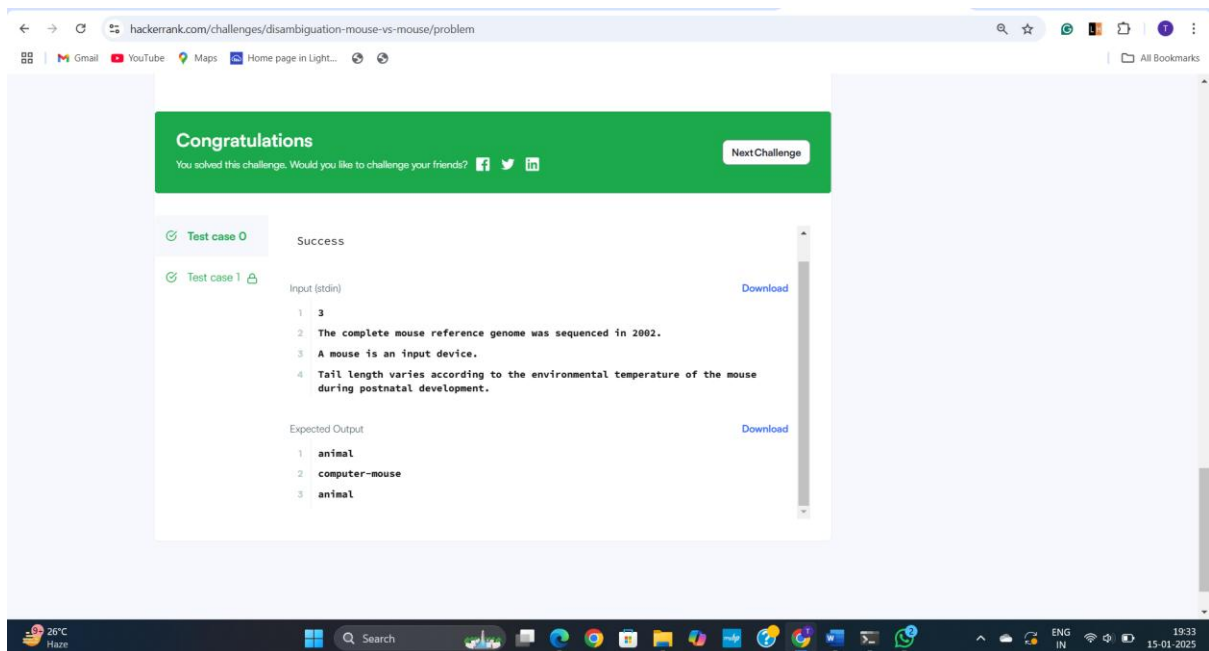 hackerrank.com/challenges/disambiguation-mouse-vs-mouse/problem
T
Gmail
YouTube
Maps
Home page in Light...
All Bookmarks
Congratulations
You solved this challenge. Would you like to challenge your friends?
Next Challenge
Test case 0
Test case 1
Success
Input (stdin)
Download
1 3
2 The complete mouse reference genome was sequenced in 2002.
3 A mouse is an input device.
4 Tail length varies according to the environmental temperature of the mouse
during postnatal development.
Expected Output
Download
1 animal
2 computer-mouse
3 animal
26°C
Haze
Search
ENG
IN
19:33
15-01-2025